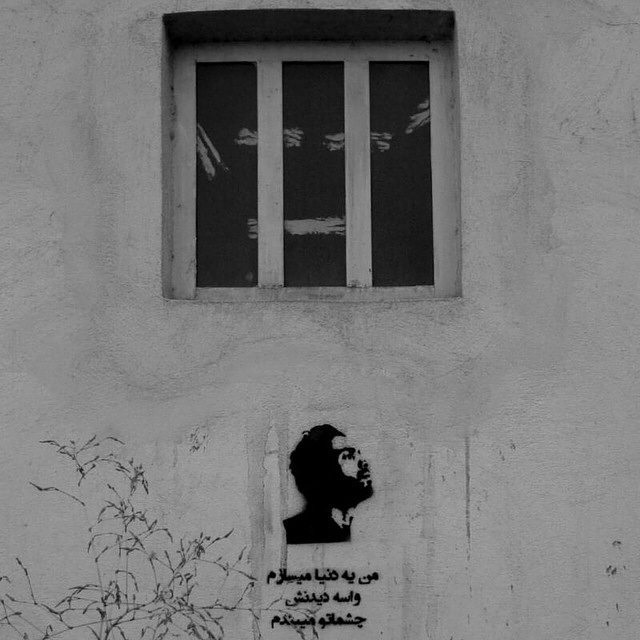 من یه دنیا میسازم
واسه دیدنش
چشماتو میبندم